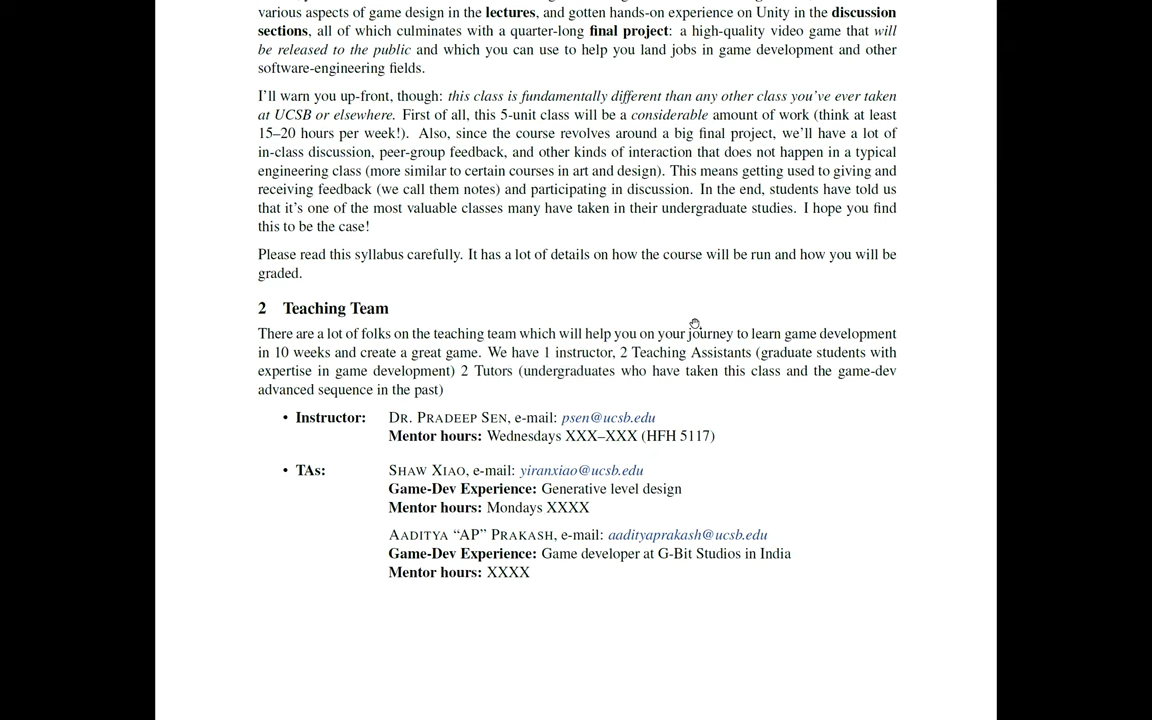 various aspects of game design in the lectures, and gotten hands-on experience on Unity in the discussion
sections, all of which culminates with a quarter-long final project: a high-quality video game that will
be released to the public and which you can use to help you land jobs in game development and other
software-engineering fields.
I'll warn you up-front, though: this class is fundamentally different than any other class you've ever taken
at UCSB or elsewhere. First of all, this 5-unit class will be a considerable amount of work (think at least
15–20 hours per week!). Also, since the course revolves around a big final project, we'll have a lot of
in-class discussion, peer-group feedback, and other kinds of interaction that does not happen in a typical
engineering class (more similar to certain courses in art and design). This means getting used to giving and
receiving feedback (we call them notes) and participating in discussion. In the end, students have told us
that it's one of the most valuable classes many have taken in their undergraduate studies. I hope you find
this to be the case!
Please read this syllabus carefully. It has a lot of details on how the course will be run and how you will be
graded.
2 Teaching Team
There are a lot of folks on the teaching team which will help you on your journey to learn game development
in 10 weeks and create a great game. We have 1 instructor, 2 Teaching Assistants (graduate students with
expertise in game development) 2 Tutors (undergraduates who have taken this class and the game-dev
advanced sequence in the past)
• Instructor: DR. PRADEEP SEN, e-mail: psen@ucsb.edu
Mentor hours: Wednesdays XXX–XXX (HFH 5117)
• TAs: SHAW XIAO, e-mail: yiranxiao@ucsb.edu
Game-Dev Experience: Generative level design
Mentor hours: Mondays XXXX
AADITYA “AP” PRAKASH, e-mail: aadityaprakash@ucsb.edu
Game-Dev Experience: Game developer at G-Bit Studios in India
Mentor hours: XXXX